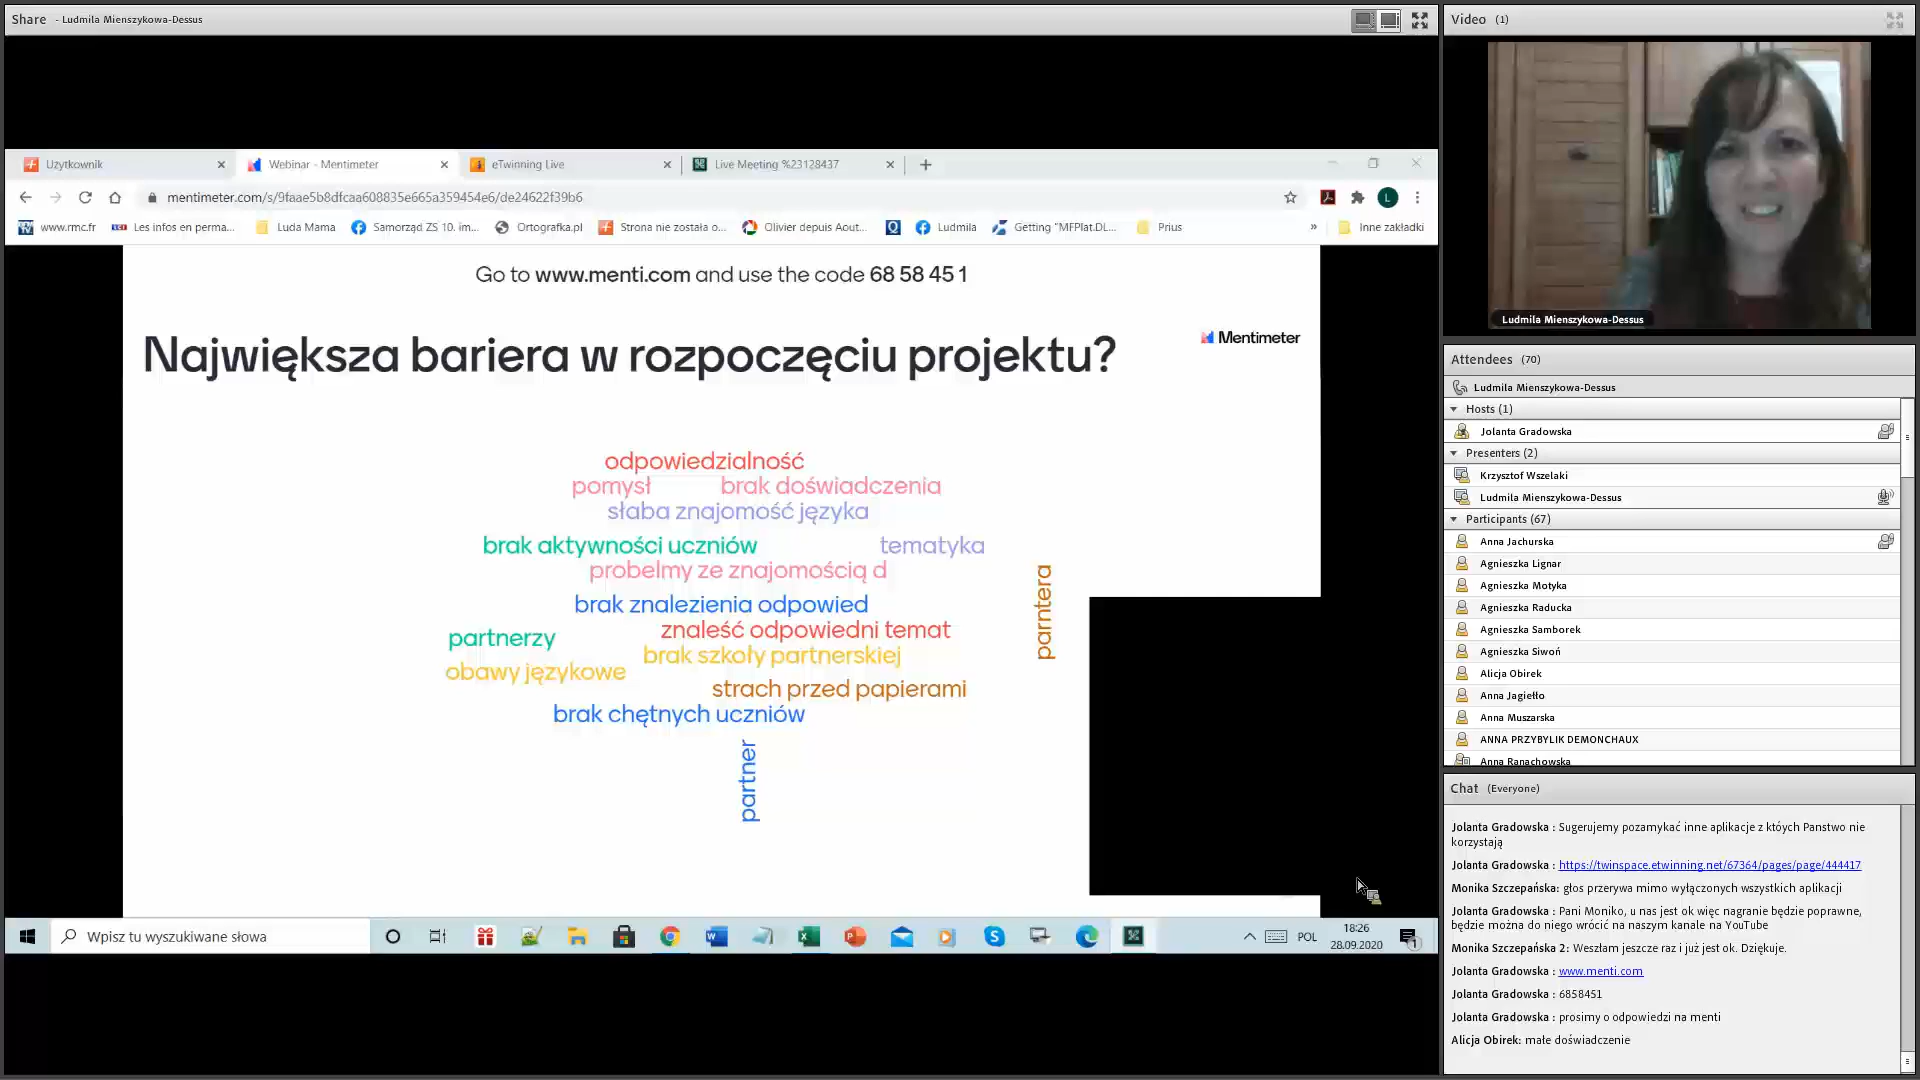 Share - Ludmila Mienszykowa-Dessus
Użytkownik
Webinar - Mentimeter
eTwinning Live
Live Meeting %23128437
mentimeter.com/s/9faae5b8dfcaa608835e665a359454e6/de24622f39b6
www.rmc.fr
Les infos en perma...
Luda Mama
Samorząd ZS 10. im...
Ortografka.pl
Strona nie została o...
Olivier depuis Aout...
Ludmila
Getting "MFPlat.DL...
Prius
»
Inne zakładki
Go to www.menti.com and use the code 68 58 45 1
Największa bariera w rozpoczęciu projektu?
Mentimeter
odpowiedzialność
pomysł
brak doświadczenia
słaba znajomość języka
brak aktywności uczniów
tematyka
probelmy ze znajomością d
parntera
brak znalezienia odpowied
partnerzy
znaleść odpowiedni temat
brak szkoły partnerskiej
obawy językowe
strach przed papierami
brak chętnych uczniów
partner
Wpisz tu wyszukiwane słowa
POL
18:26
28.09.2020
Video (1)
Ludmila Mienszykowa-Dessus
Attendees (70)
Ludmila Mienszykowa-Dessus
Hosts (1)
Jolanta Gradowska
Presenters (2)
Krzysztof Wszelaki
Ludmila Mienszykowa-Dessus
Participants (67)
Anna Jachurska
Agnieszka Lignar
Agnieszka Motyka
Agnieszka Raducka
Agnieszka Samborek
Agnieszka Siwoń
Alicja Obirek
Anna Jagiełło
Anna Muszarska
ANNA PRZYBYLIK DEMONCHAUX
Anna Ranachowska
Chat (Everyone)
Jolanta Gradowska : Sugerujemy pozamykać inne aplikacje z któych Panstwo nie
korzystają
Jolanta Gradowska : https://twinspace.etwinning.net/67364/pages/page/444417
Monika Szczepańska: głos przerywa mimo wyłączonych wszystkich aplikacji
Jolanta Gradowska : Pani Moniko, u nas jest ok więc nagranie będzie poprawne,
będzie można do niego wrócić na naszym kanale na YouTube
Monika Szczepańska 2: Weszłam jeszcze raz i już jest ok. Dziękuje.
Jolanta Gradowska : www.menti.com
Jolanta Gradowska : 6858451
Jolanta Gradowska : prosimy o odpowiedzi na menti
Alicja Obirek: małe doświadczenie